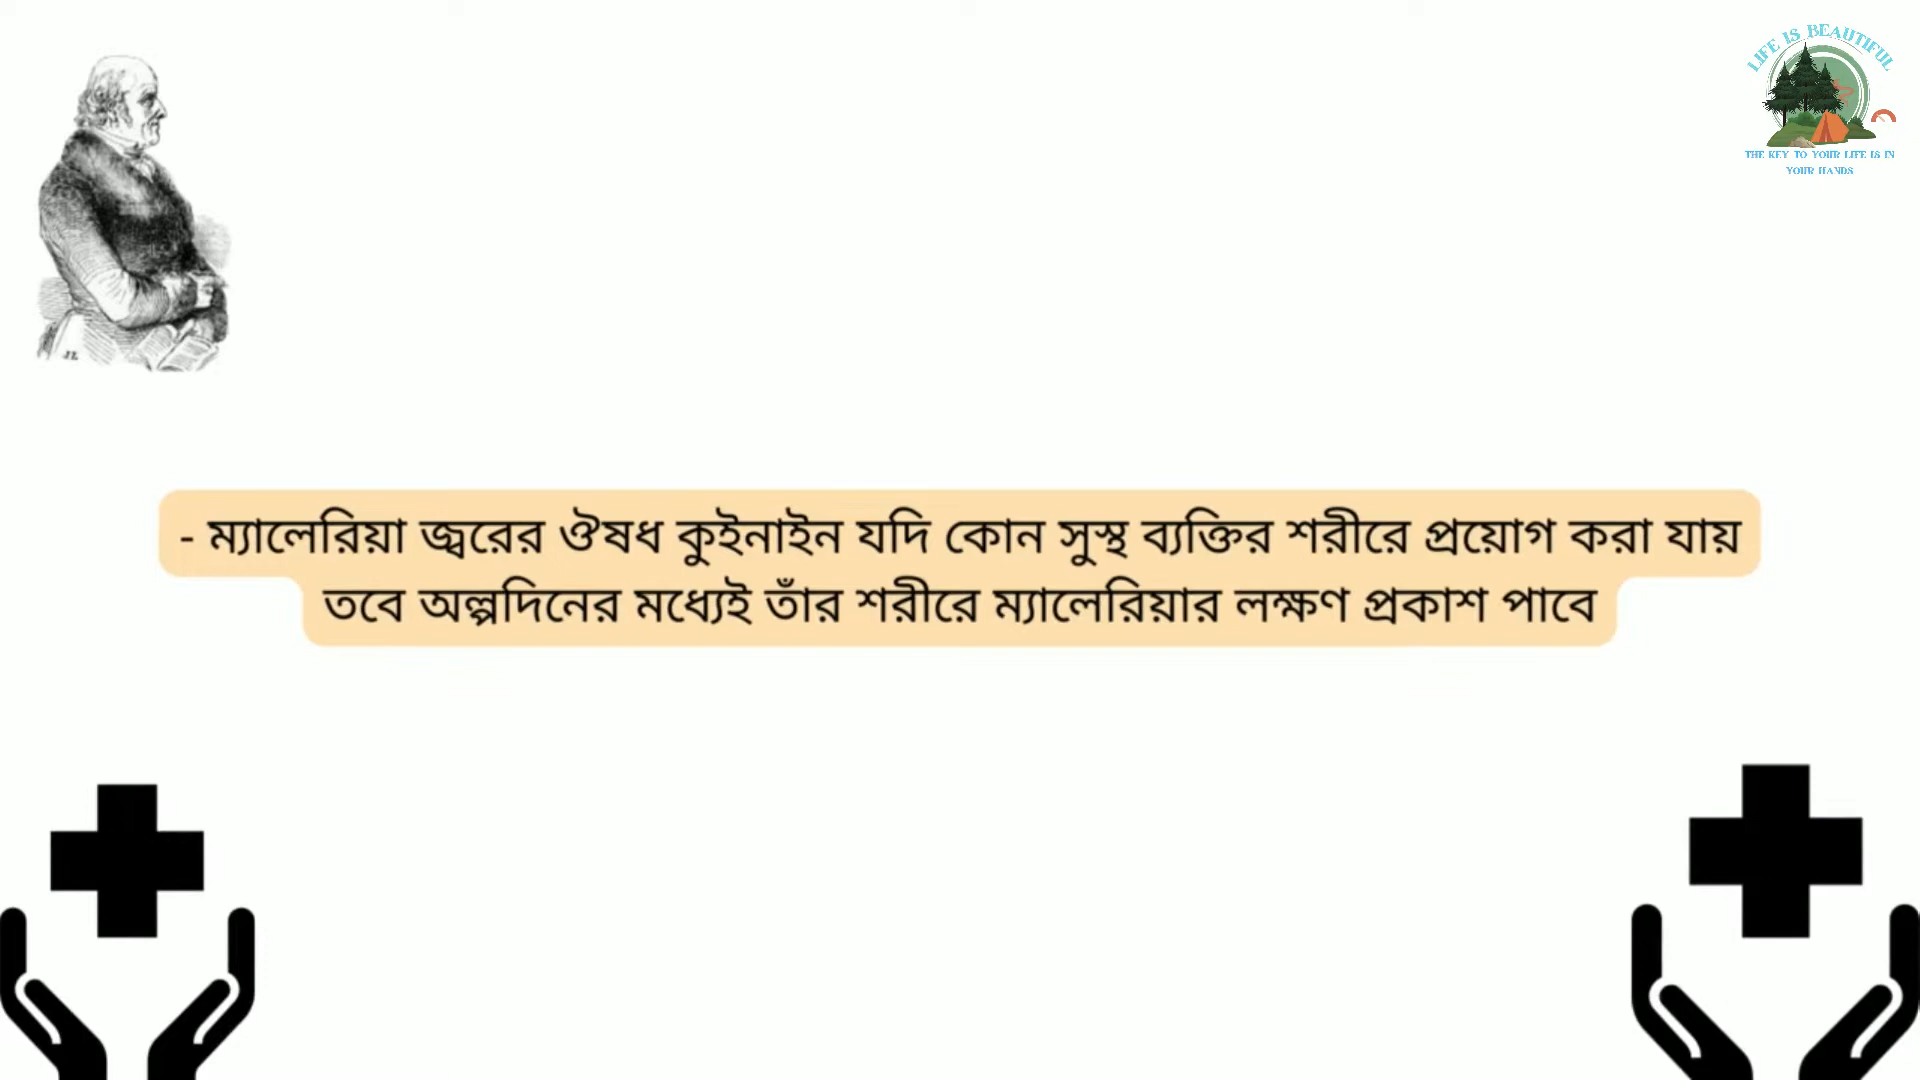 LIFE IS BEAUTIFUL
THE KEY TO YOUR LIFE IS IN
YOUR HANDS
- ম্যালেরিয়া জ্বরের ঔষধ কুইনাইন যদি কোন সুস্থ ব্যক্তির শরীরে প্রয়োগ করা যায়
তবে অল্পদিনের মধ্যেই তাঁর শরীরে ম্যালেরিয়ার লক্ষণ প্রকাশ পাবে